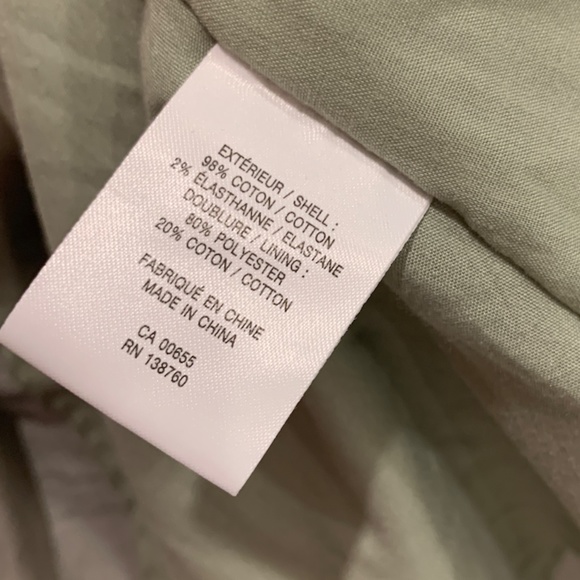 EXTÉRIEUR / SHELL :
98% COTON / COTTON
2% ÉLASTHANNE / ELASTANE
DOUBLURE / LINING :
80% POLYESTER
20% COTON / COTTON
FABRIQUÉ EN CHINE
MADE IN CHINA
CA 00655
RN 138760